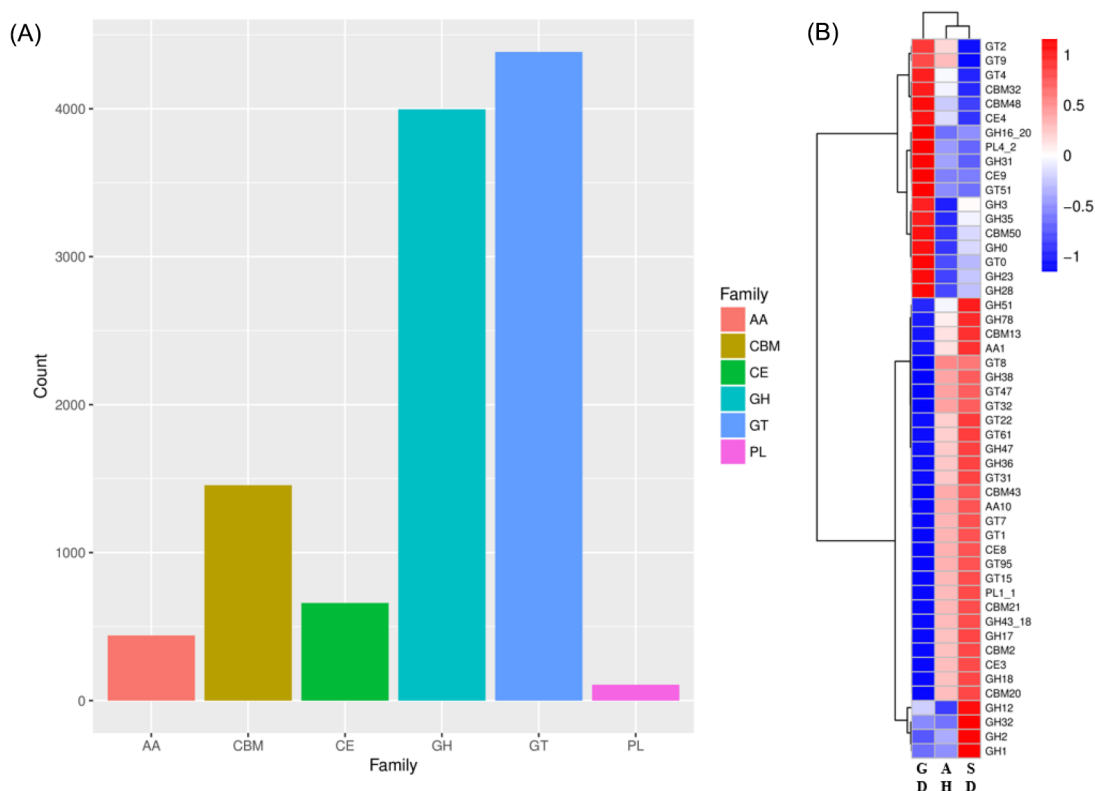 (A)
Count
4000
3000
2000
1000
0
AA CBM CE GH GT PL
Family
Family
AA
CBM
CE
GH
GT
PL
(B)
GT2
GT9
GT4
CBM32
CBM48
CE4
GH16_20
PL4_2
GH31
CE9
GT51
GH3
GH35
CBM50
GH0
GT0
GH23
GH28
GH51
GH78
CBM13
AA1
GT8
GH38
GT47
GT32
GT22
GT61
GH47
GH36
GT31
CBM43
AA10
GT7
GT1
CE8
GT95
GT15
PL1_1
CBM21
GH43_18
GH17
CBM2
CE3
GH18
CBM20
GH12
GH32
GH2
GH1
G A S
D H D
1
0.5
0
−0.5
−1